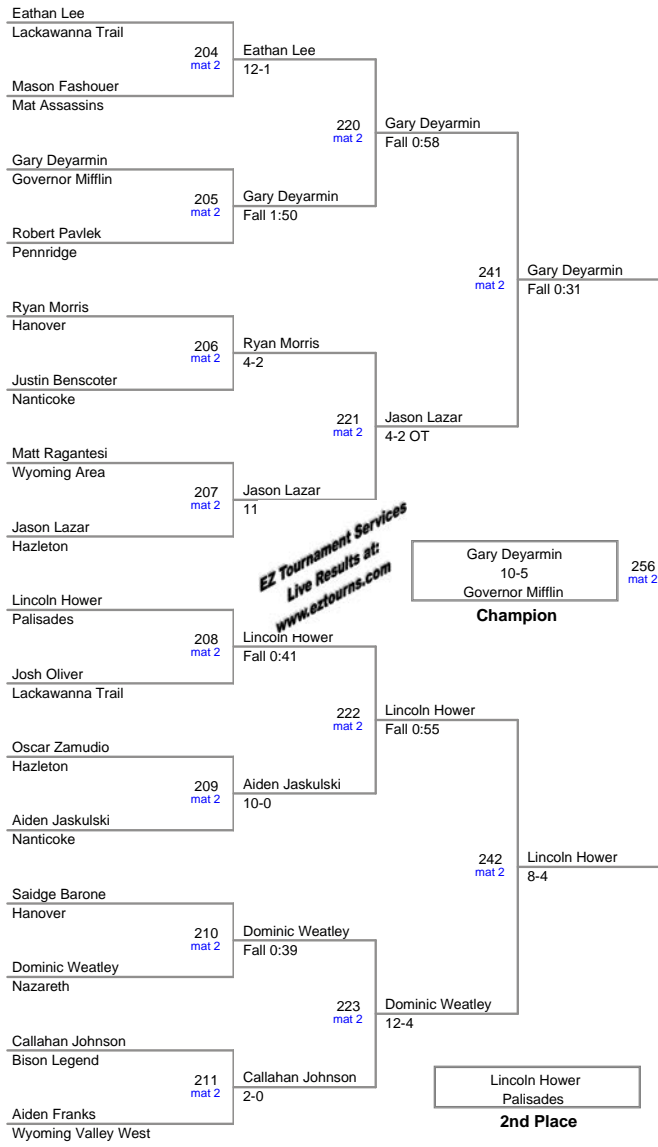 Eathan Lee
Lackawanna Trail
204
mat 2
Eathan Lee
12-1
Mason Fashouer
Mat Assassins
220
mat 2
Gary Deyarmin
Fall 0:58
Gary Deyarmin
Governor Mifflin
205
mat 2
Gary Deyarmin
Fall 1:50
Robert Pavlek
Pennridge
241
mat 2
Gary Deyarmin
Fall 0:31
Ryan Morris
Hanover
206
mat 2
Ryan Morris
4-2
Justin Benscoter
Nanticoke
221
mat 2
Jason Lazar
4-2 OT
Matt Ragantesi
Wyoming Area
207
mat 2
Jason Lazar
11
Jason Lazar
Hazleton
EZ Tournament Services
Live Results at:
www.eztourns.com
Gary Deyarmin
10-5
Governor Mifflin
256
mat 2
Champion
Lincoln Hower
Palisades
208
mat 2
Lincoln Hower
Fall 0:41
Josh Oliver
Lackawanna Trail
222
mat 2
Lincoln Hower
Fall 0:55
Oscar Zamudio
Hazleton
209
mat 2
Aiden Jaskulski
10-0
Aiden Jaskulski
Nanticoke
242
mat 2
Lincoln Hower
8-4
Saidge Barone
Hanover
210
mat 2
Dominic Weatley
Fall 0:39
Dominic Weatley
Nazareth
223
mat 2
Dominic Weatley
12-4
Callahan Johnson
Bison Legend
211
mat 2
Callahan Johnson
2-0
Aiden Franks
Wyoming Valley West
Lincoln Hower
Palisades
2nd Place